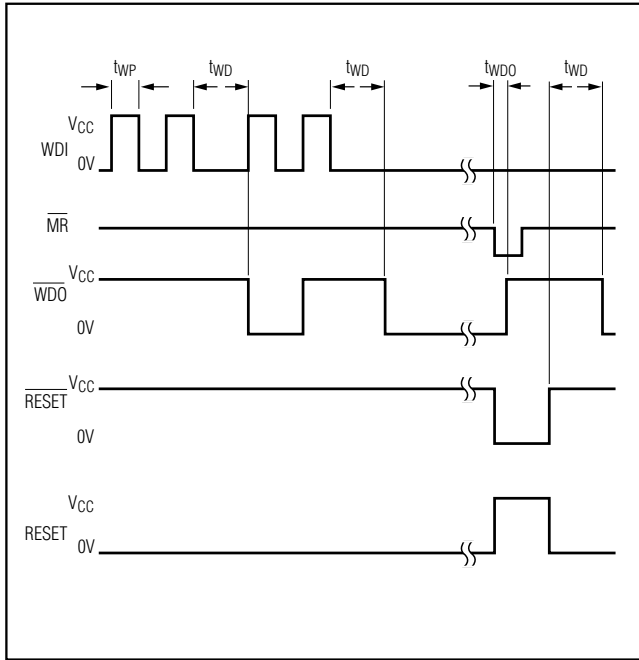 tWP tWD tWD tWDO tWD
VCC
WDI
0V
MR
VCC
WDO
0V
VCC
RESET
0V
VCC
RESET
0V